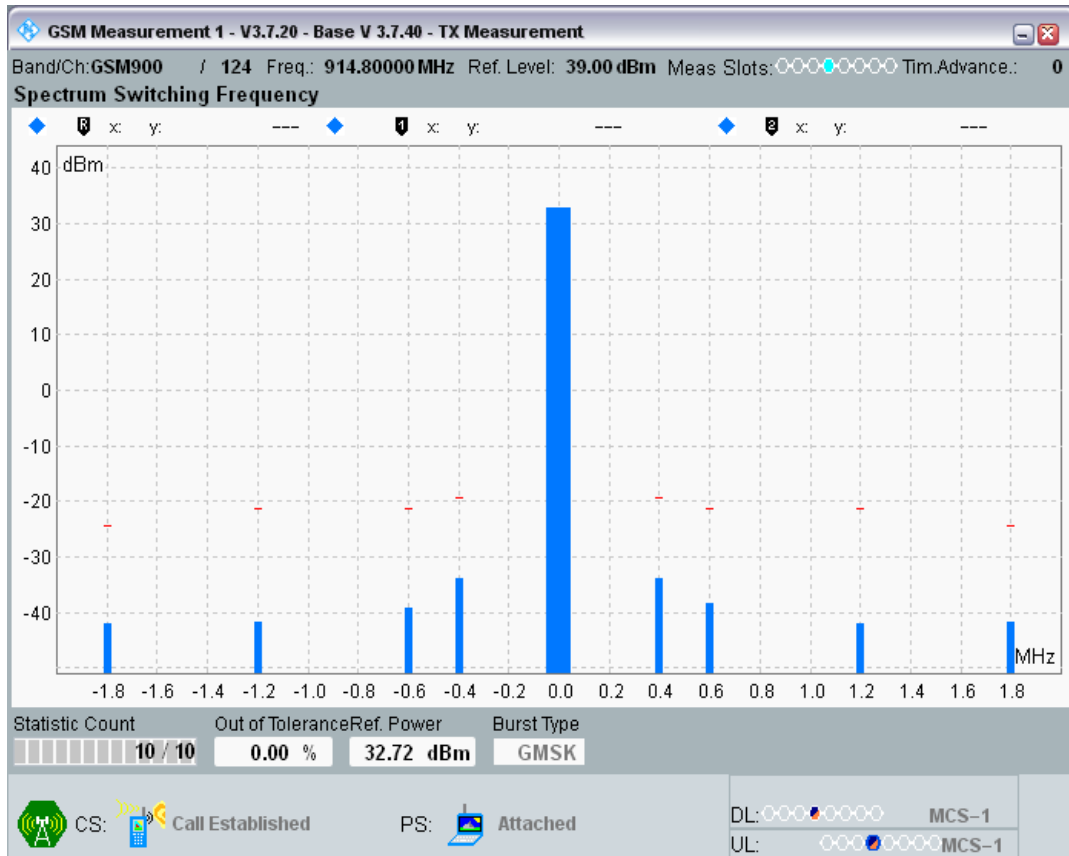 GSM Measurement 1 - V3.7.20 - Base V 3.7.40 - TX Measurement
Band/Ch:GSM900 / 124 Freq.: 914.80000 MHz Ref. Level: 39.00 dBm Meas Slots: Tim.Advance.: 0
Spectrum Switching Frequency
R x: y: --- 1 x: y: --- 2 x: y: ---
dBm
40
30
20
10
0
-10
-20
-30
-40
MHz
-1.8 -1.6 -1.4 -1.2 -1.0 -0.8 -0.6 -0.4 -0.2 0.0 0.2 0.4 0.6 0.8 1.0 1.2 1.4 1.6 1.8
Statistic Count Out of Tolerance Ref. Power Burst Type
10 / 10 0.00 % 32.72 dBm GMSK
CS: Call Established PS: Attached
DL: MCS-1
UL: MCS-1